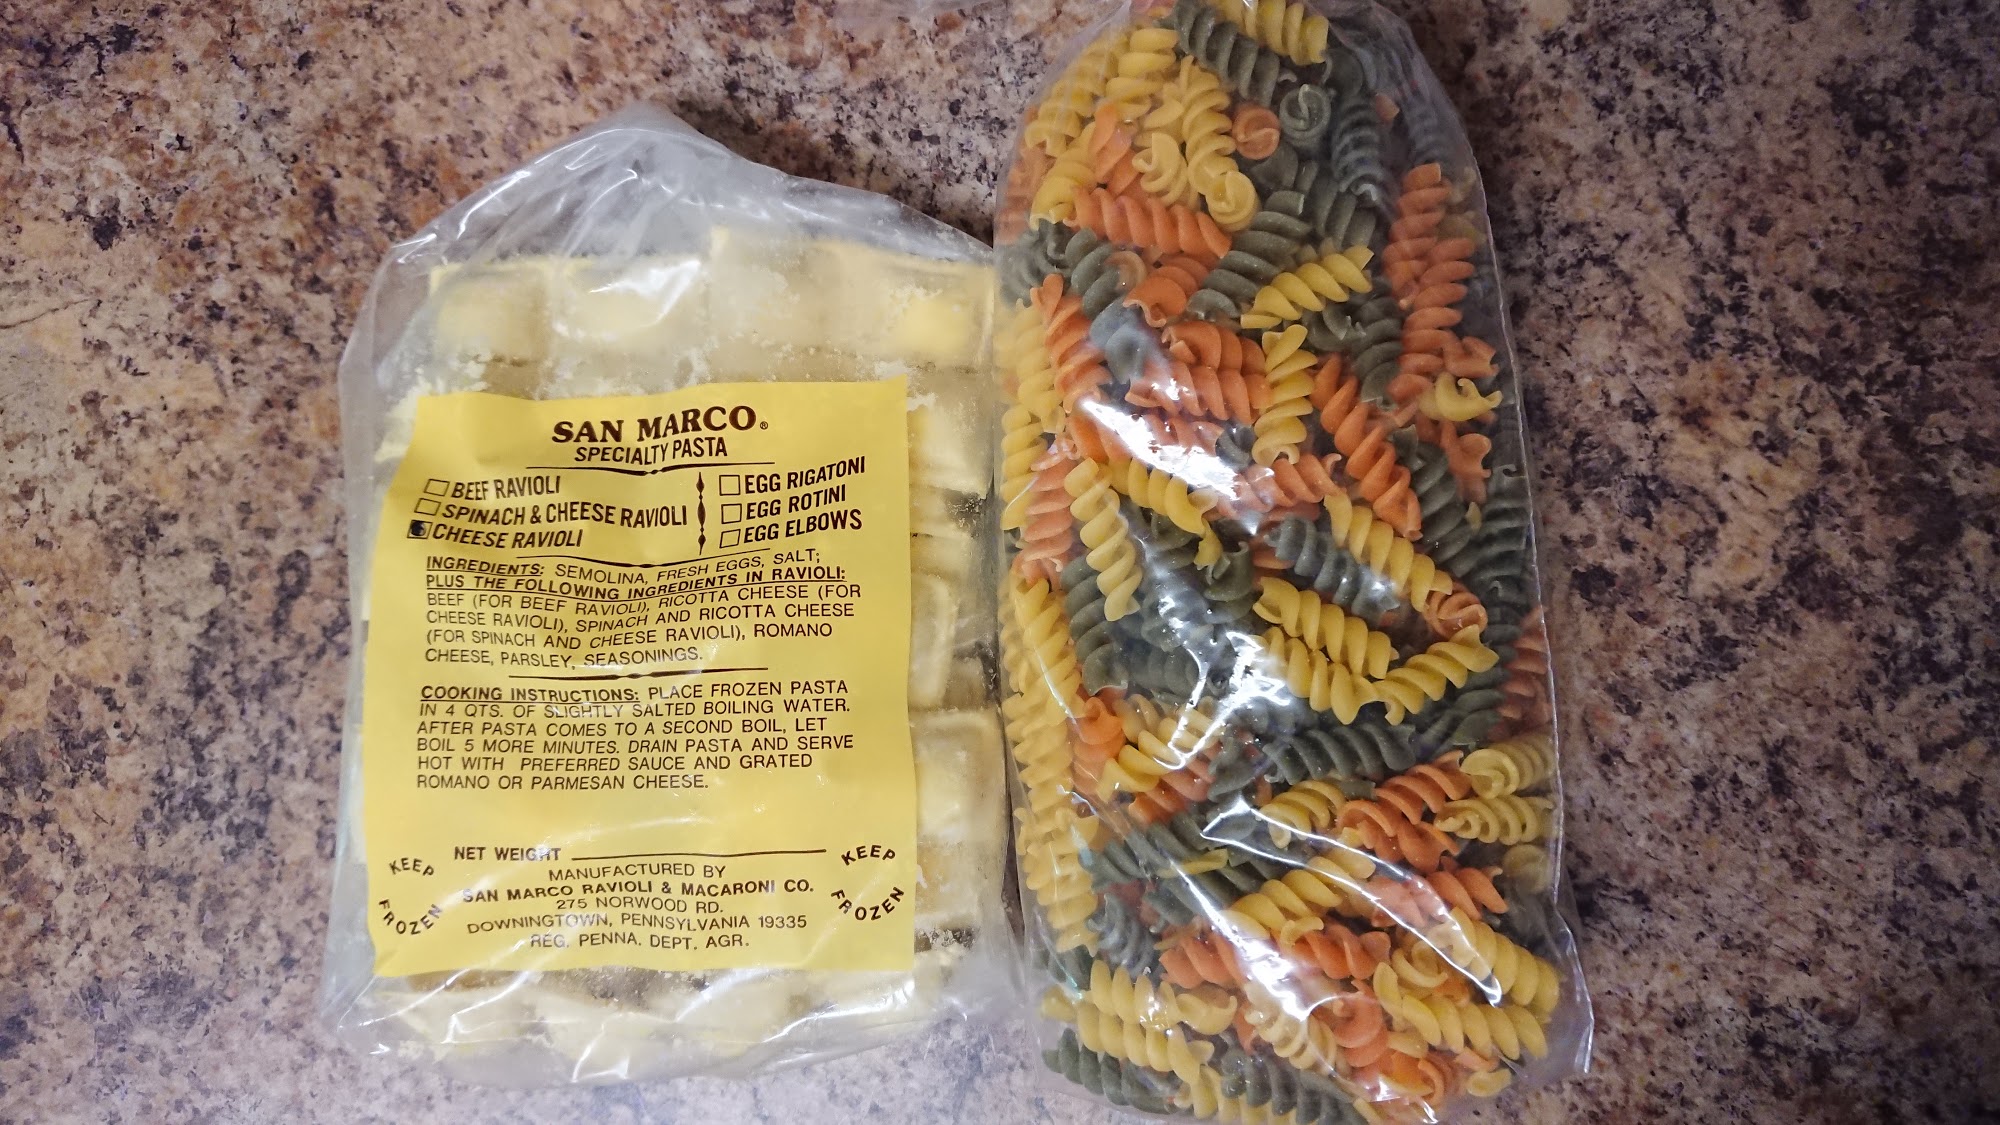 SAN MARCO®
SPECIALTY PASTA
BEEF RAVIOLI
SPINACH & CHEESE RAVIOLI
CHEESE RAVIOLI
EGG RIGATONI
EGG ROTINI
EGG ELBOWS
INGREDIENTS: SEMOLINA, FRESH EGGS, SALT;
PLUS THE FOLLOWING INGREDIENTS IN RAVIOLI:
BEEF (FOR BEEF RAVIOLI), RICOTTA CHEESE (FOR
CHEESE RAVIOLI), SPINACH AND RICOTTA CHEESE
(FOR SPINACH AND CHEESE RAVIOLI), ROMANO
CHEESE, PARSLEY, SEASONINGS.
COOKING INSTRUCTIONS: PLACE FROZEN PASTA
IN 4 QTS. OF SLIGHTLY SALTED BOILING WATER.
AFTER PASTA COMES TO A SECOND BOIL, LET
BOIL 5 MORE MINUTES. DRAIN PASTA AND SERVE
HOT WITH PREFERRED SAUCE AND GRATED
ROMANO OR PARMESAN CHEESE.
NET WEIGHT
KEEP
FROZEN
MANUFACTURED BY
SAN MARCO RAVIOLI & MACARONI CO.
275 NORWOOD RD.
DOWNINGTOWN, PENNSYLVANIA 19335
REG. PENNA. DEPT. AGR.
KEEP
FROZEN